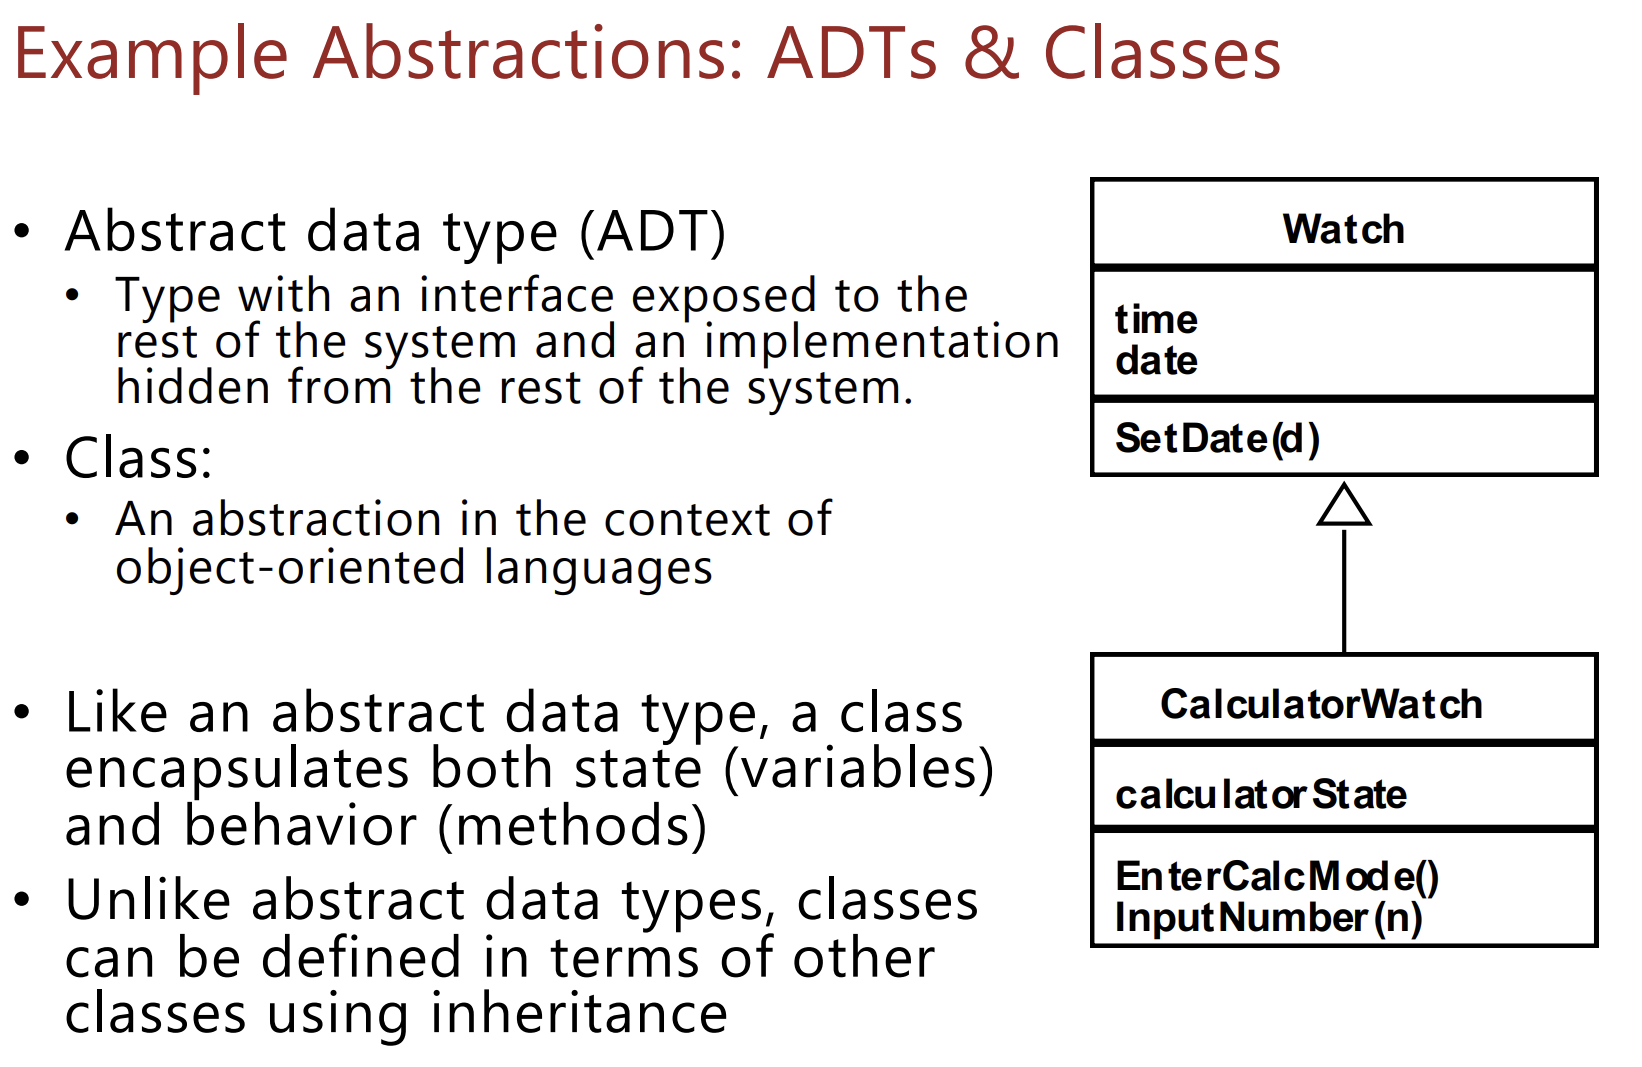 Example Abstractions: ADTs & Classes
• Abstract data type (ADT)
• Type with an interface exposed to the
rest of the system and an implementation
hidden from the rest of the system.
• Class:
• An abstraction in the context of
object-oriented languages
• Like an abstract data type, a class
encapsulates both state (variables)
and behavior (methods)
• Unlike abstract data types, classes
can be defined in terms of other
classes using inheritance
Watch
time
date
SetDate(d)
CalculatorWatch
calculatorState
EnterCalcMode()
InputNumber(n)